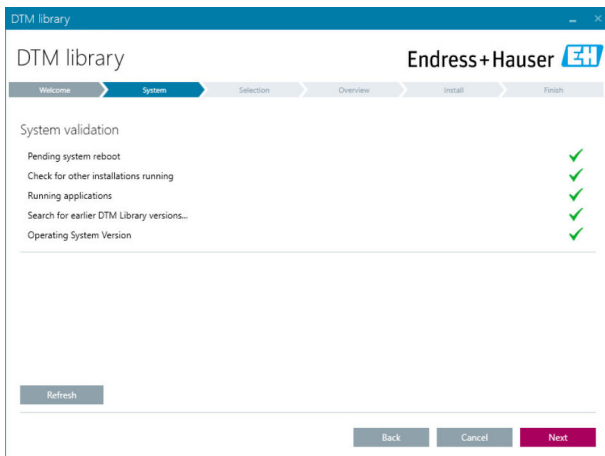 DTM library
DTM library
Endress+Hauser EH
Welcome System Selection Overview Install Finish
System validation
Pending system reboot
Check for other installations running
Running applications
Search for earlier DTM Library versions...
Operating System Version
Refresh
Back Cancel Next